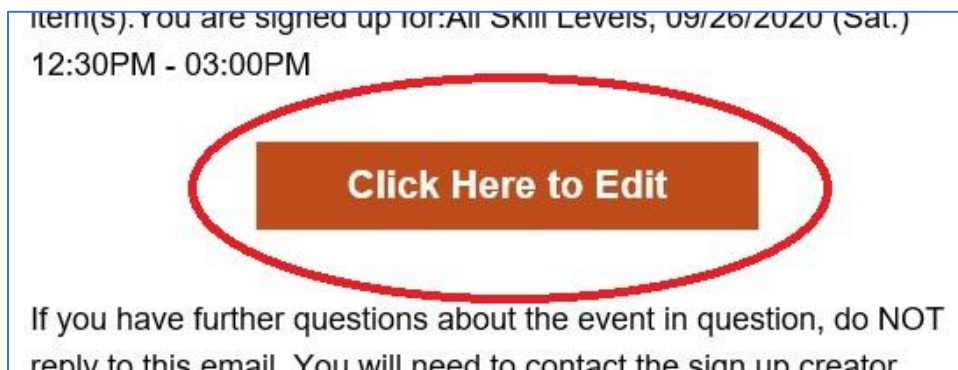 item(s).You are signed up for:All Skill Levels, 09/26/2020 (Sat.)
12:30PM - 03:00PM
Click Here to Edit
If you have further questions about the event in question, do NOT
reply to this email. You will need to contact the sign up creator